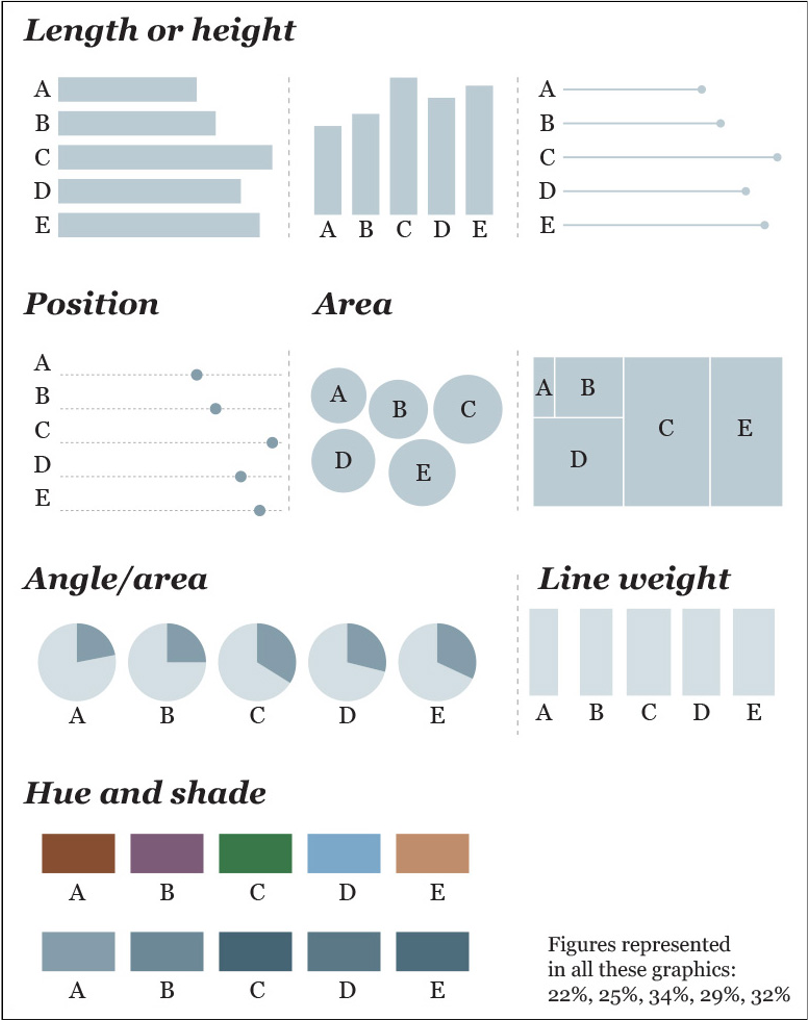 Length or height
A
B
C
D
E
A B C D E
A
B
C
D
E
Position
A
B
C
D
E
Area
A
B
C
D
E
A
B
C
E
D
Angle/area
A B C D E
Line weight
A B C D E
Hue and shade
A B C D E
A B C D E
Figures represented
in all these graphics:
22%, 25%, 34%, 29%, 32%